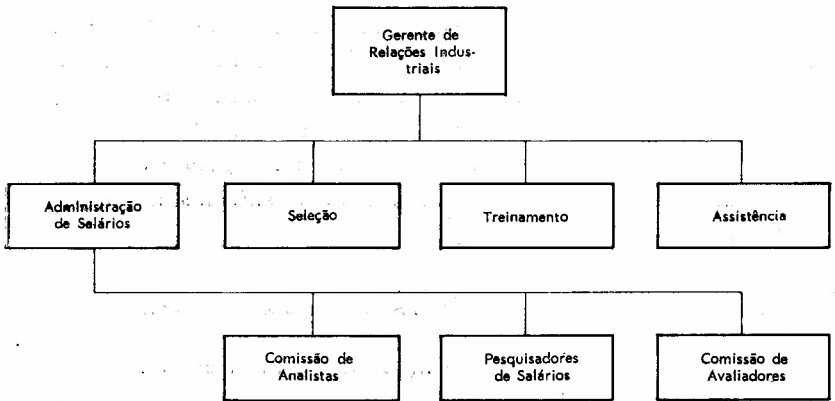 Gerente de
Relações Indus-
triais
Administração
de Salários
Seleção
Treinamento
Assistência
Comissão de
Analistas
Pesquisadores
de Salários
Comissão de
Avaliadores